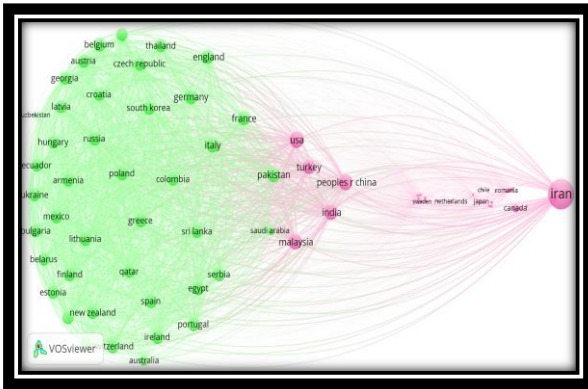 belgium
thailand
england
austria
czech republic
georgia
croatia
germany
latvia
south korea
uzbekistan
france
usa
hungary
russia
italy
turkey
ecuador
armenia
poland
colombia
pakistan
peoples r china
chile
romania
iran
ukraine
sweden
netherlands
japan
canada
mexico
greece
india
bulgaria
lithuania
sri lanka
saudi arabia
malaysia
belarus
finland
qatar
serbia
egypt
estonia
spain
new zealand
portugal
VOSviewer
witzerland
ireland
australia